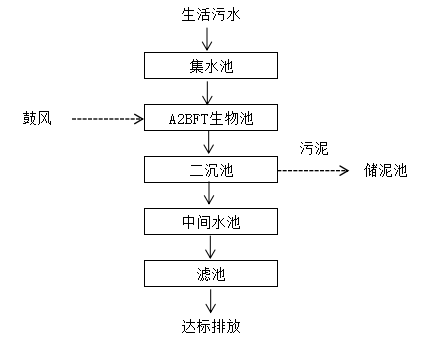 生活污水
集水池
鼓风
A2BFT生物池
污泥
二沉池
储泥池
中间水池
滤池
达标排放